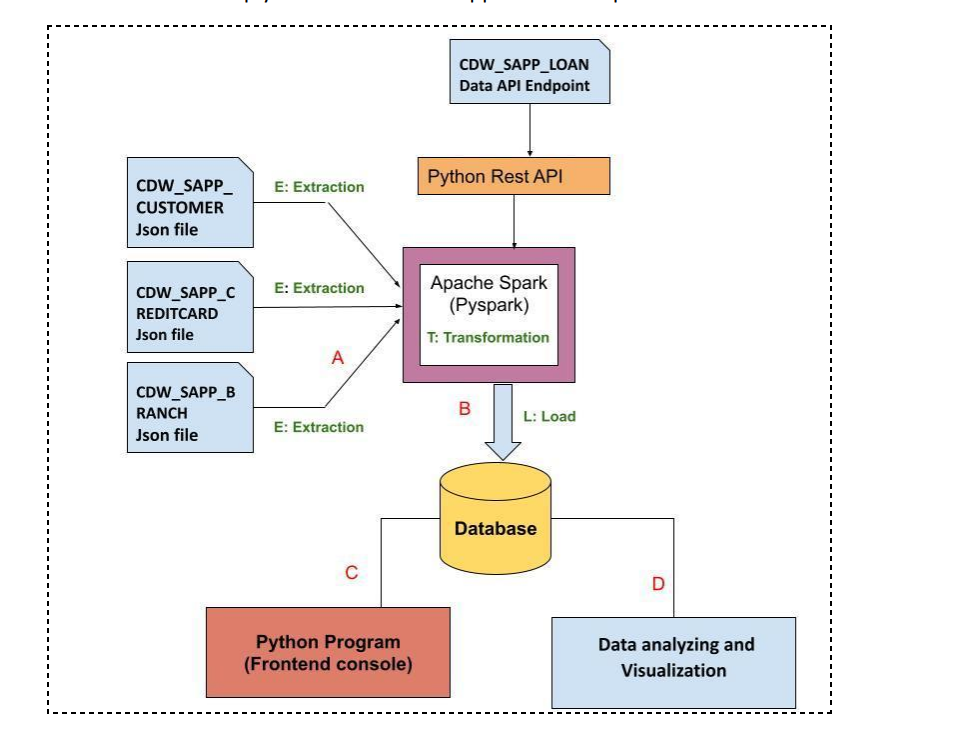 CDW_SAPP_LOAN
Data API Endpoint
Python Rest API
CDW_SAPP_
CUSTOMER
Json file
E: Extraction
CDW_SAPP_C
REDITCARD
Json file
E: Extraction
Apache Spark
(Pyspark)
T: Transformation
A
CDW_SAPP_B
RANCH
Json file
E: Extraction
B
L: Load
Database
C
D
Python Program
(Frontend console)
Data analyzing and
Visualization